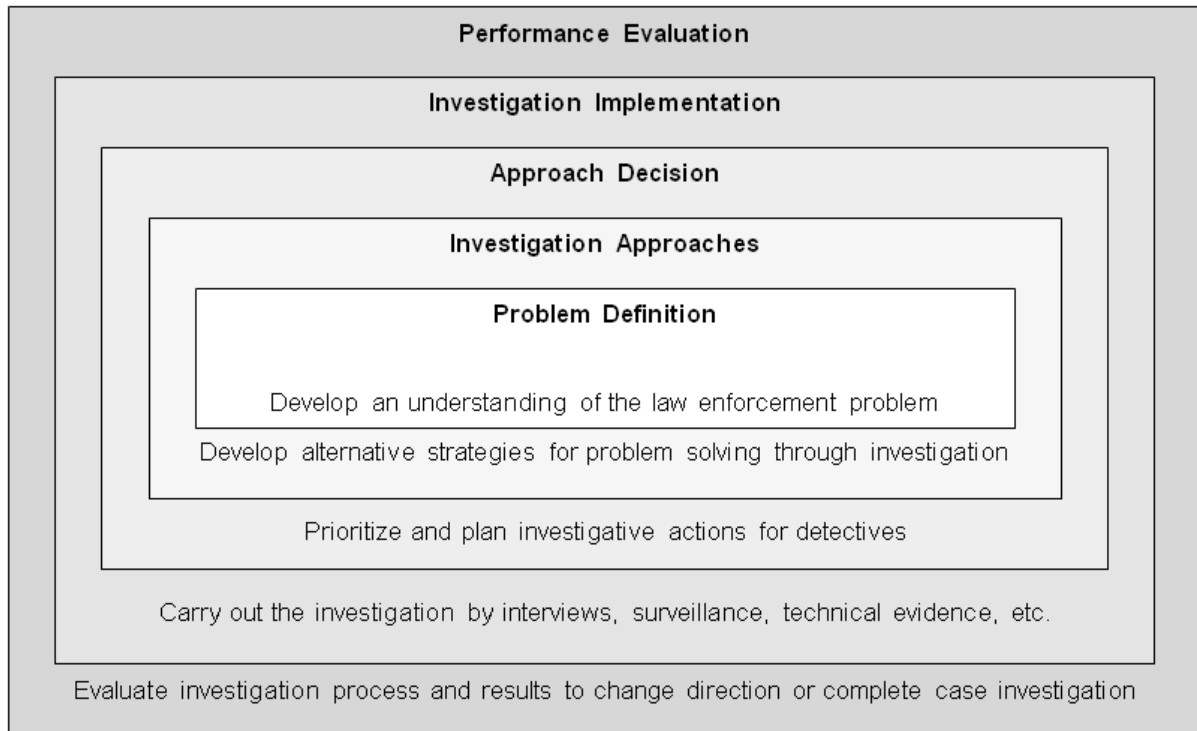 Performance Evaluation
Investigation Implementation
Approach Decision
Investigation Approaches
Problem Definition
Develop an understanding of the law enforcement problem
Develop alternative strategies for problem solving through investigation
Prioritize and plan investigative actions for detectives
Carry out the investigation by interviews, surveillance, technical evidence, etc.
Evaluate investigation process and results to change direction or complete case investigation